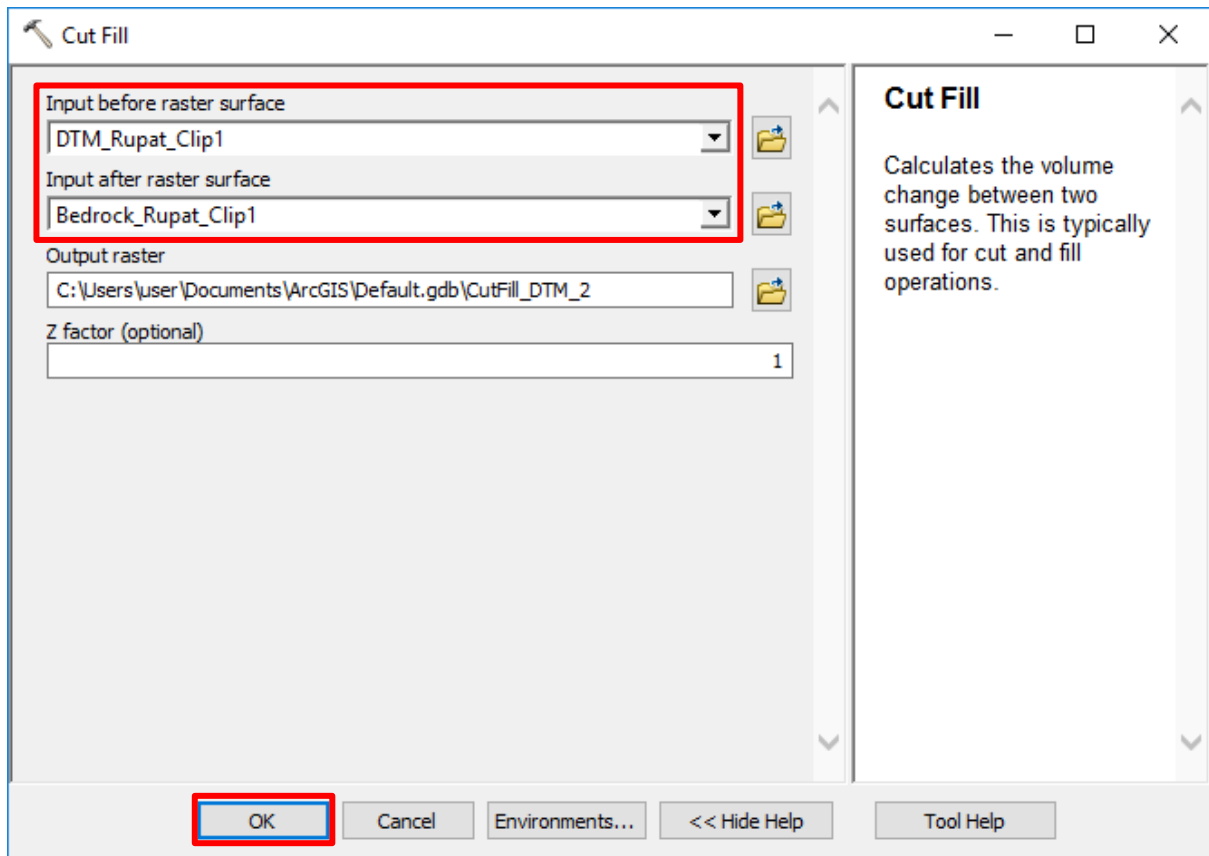 Cut Fill
Input before raster surface
DTM_Rupat_Clip1
Input after raster surface
Bedrock_Rupat_Clip1
Output raster
C:\Users\user\Documents\ArcGIS\Default.gdb\CutFill_DTM_2
Z factor (optional)
1
Cut Fill
Calculates the volume
change between two
surfaces. This is typically
used for cut and fill
operations.
OK
Cancel
Environments...
<< Hide Help
Tool Help